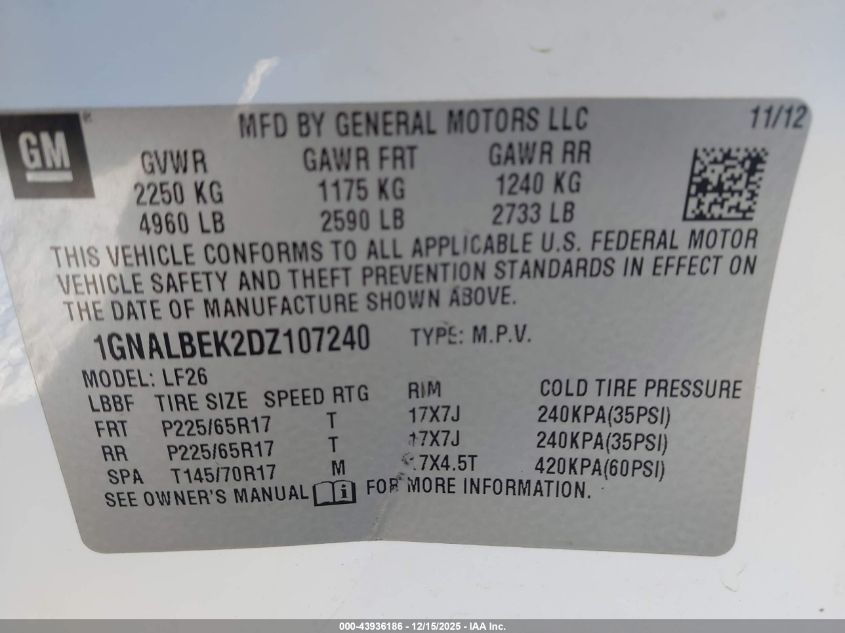 GM
MFD BY GENERAL MOTORS LLC 11/12
GVWR GAWR FRT GAWR RR
2250 KG 1175 KG 1240 KG
4960 LB 2590 LB 2733 LB
THIS VEHICLE CONFORMS TO ALL APPLICABLE U.S. FEDERAL MOTOR
VEHICLE SAFETY AND THEFT PREVENTION STANDARDS IN EFFECT ON
THE DATE OF MANUFACTURE SHOWN ABOVE.
1GNALBEK2DZ107240 TYPE: M.P.V.
MODEL: LF26
LBBF TIRE SIZE SPEED RTG RIM COLD TIRE PRESSURE
FRT P225/65R17 T 17X7J 240KPA(35PSI)
RR P225/65R17 T 17X7J 240KPA(35PSI)
SPA T145/70R17 M 17X4.5T 420KPA(60PSI)
SEE OWNER'S MANUAL FOR MORE INFORMATION.
000-43936186 - 12/15/2025 - IAA Inc.